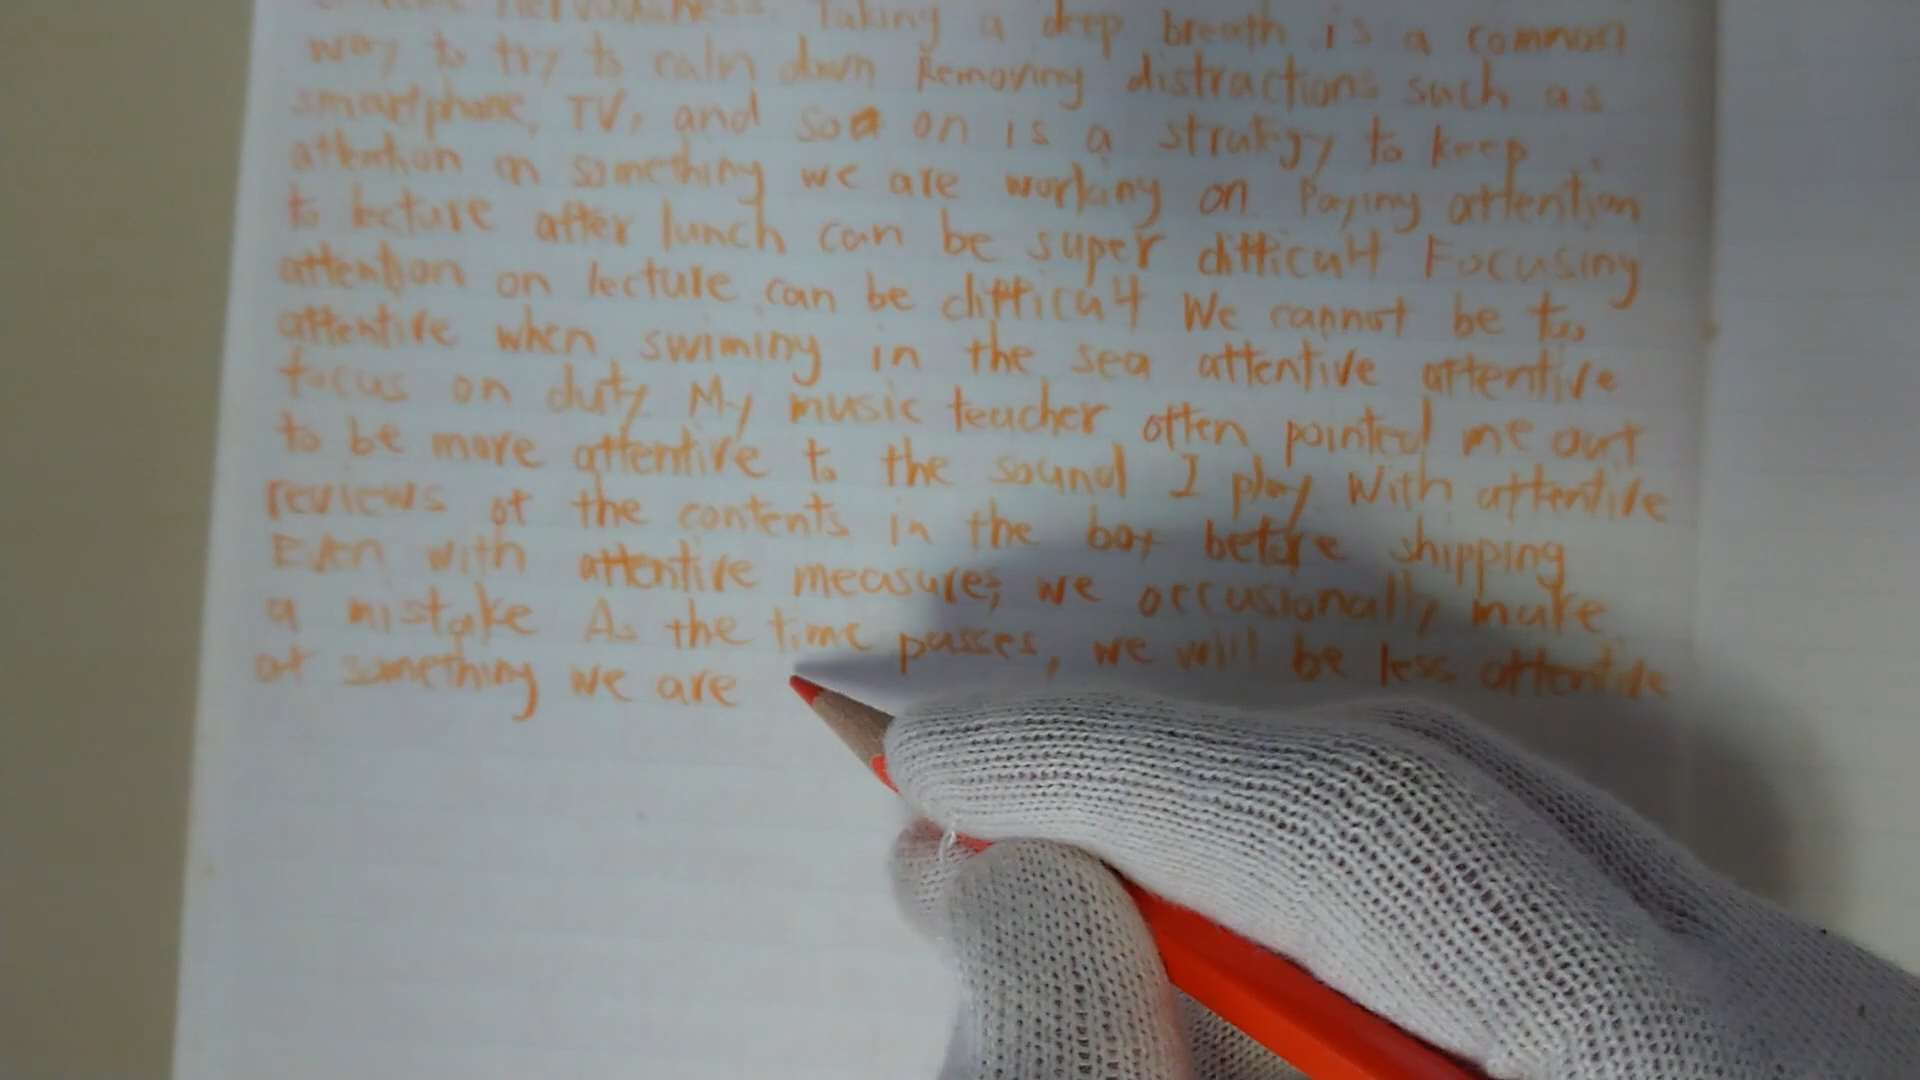 nervousness. Taking a deep breath is a common
way to try to calm down Removing distractions such as
smartphone, TV, and so on is a strategy to keep
attention on something we are working on. Paying attention
to lecture after lunch can be super difficult Focusing
attention on lecture can be difficult We cannot be too
attentive when swiming in the sea attentive attentive
focus on duty. My music teacher often pointed me out
to be more attentive to the sound I play With attentive
reviews of the contents in the box before shipping
Even with attentive measures, we occusionally make
a mistake As the time passes, we will be less attentive
at something we are